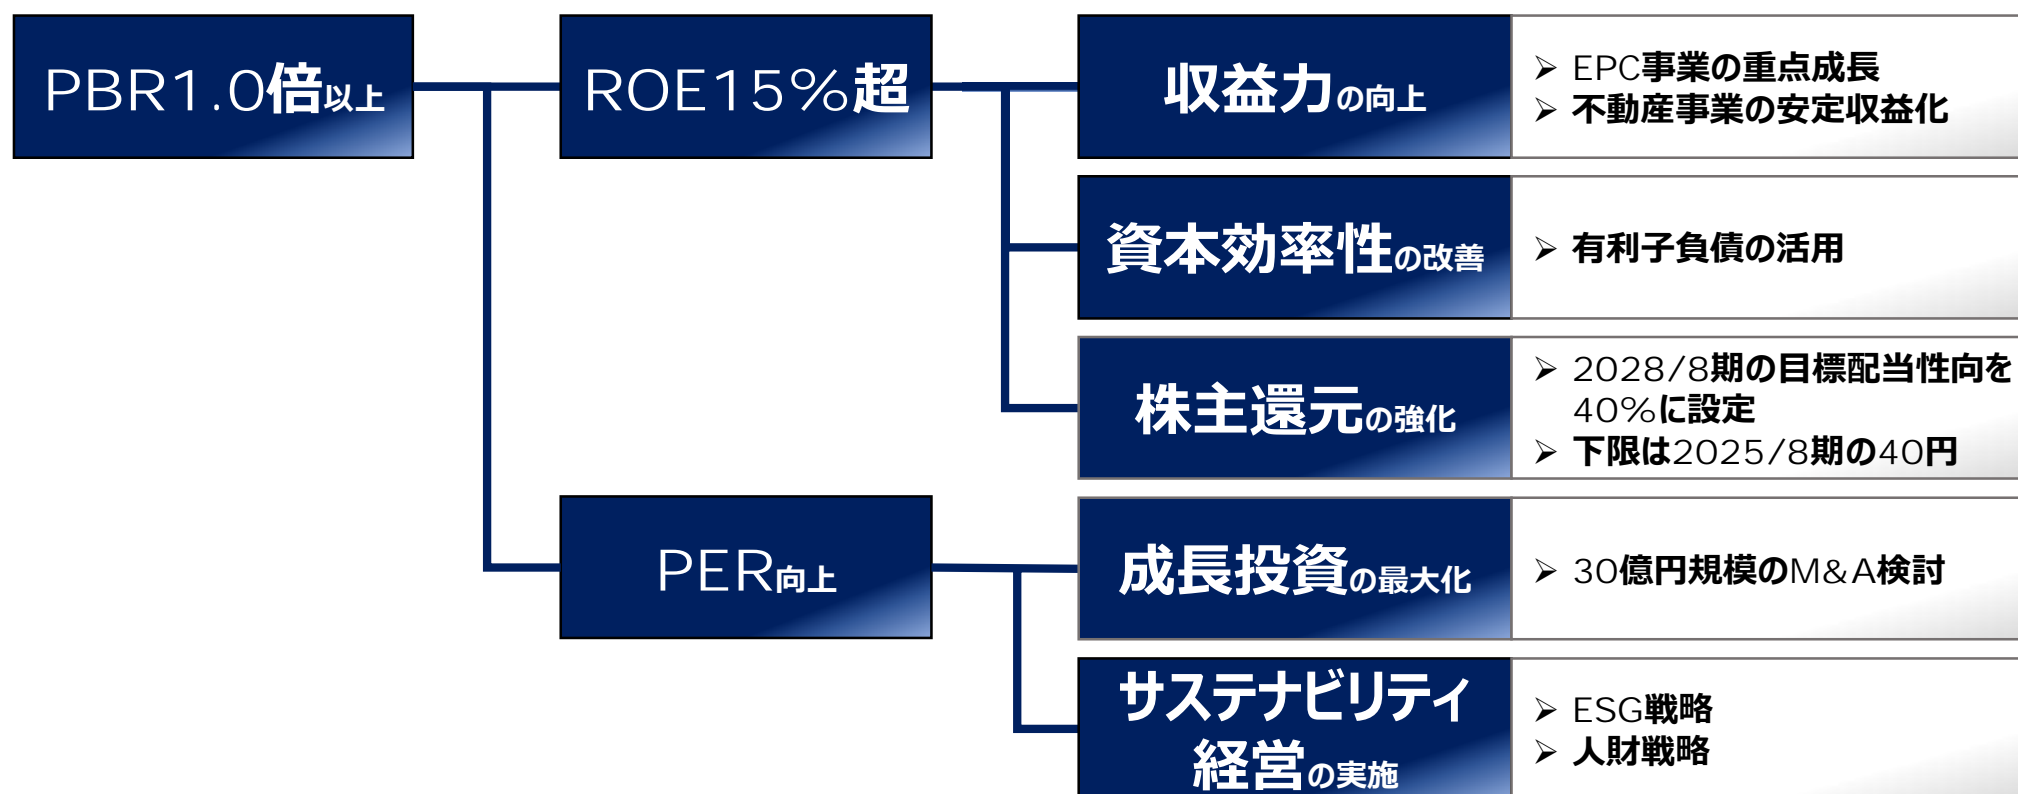 PBR1.0倍以上
ROE15%超
収益力の向上
➢ EPC事業の重点成長
➢ 不動産事業の安定収益化
資本効率性の改善
➢ 有利子負債の活用
株主還元の強化
➢ 2028/8期の目標配当性向を
40%に設定
➢ 下限は2025/8期の40円
PER向上
成長投資の最大化
➢ 30億円規模のM&A検討
サステナビリティ
経営の実施
➢ ESG戦略
➢ 人財戦略